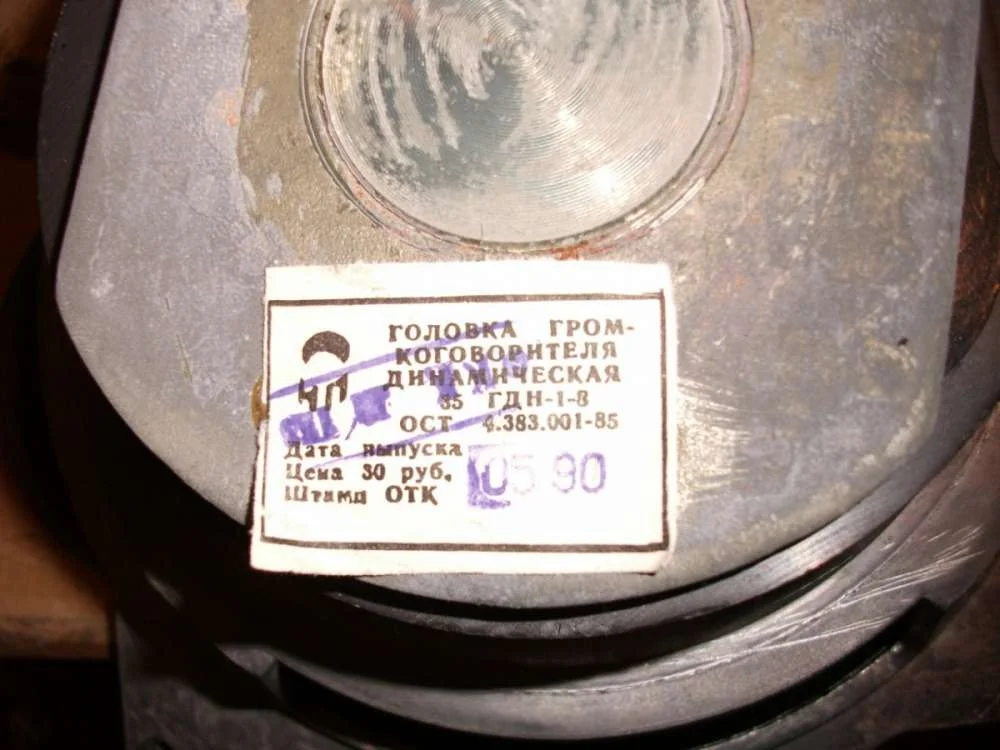 ГОЛОВКА ГРОМ-
КОГОВОРИТЕЛЯ
ДИНАМИЧЕСКАЯ
35 ГДН-1-8
ОСТ 4.383.001-85
Дата выпуска
Цена 30 руб. 05 90
Штамп ОТК